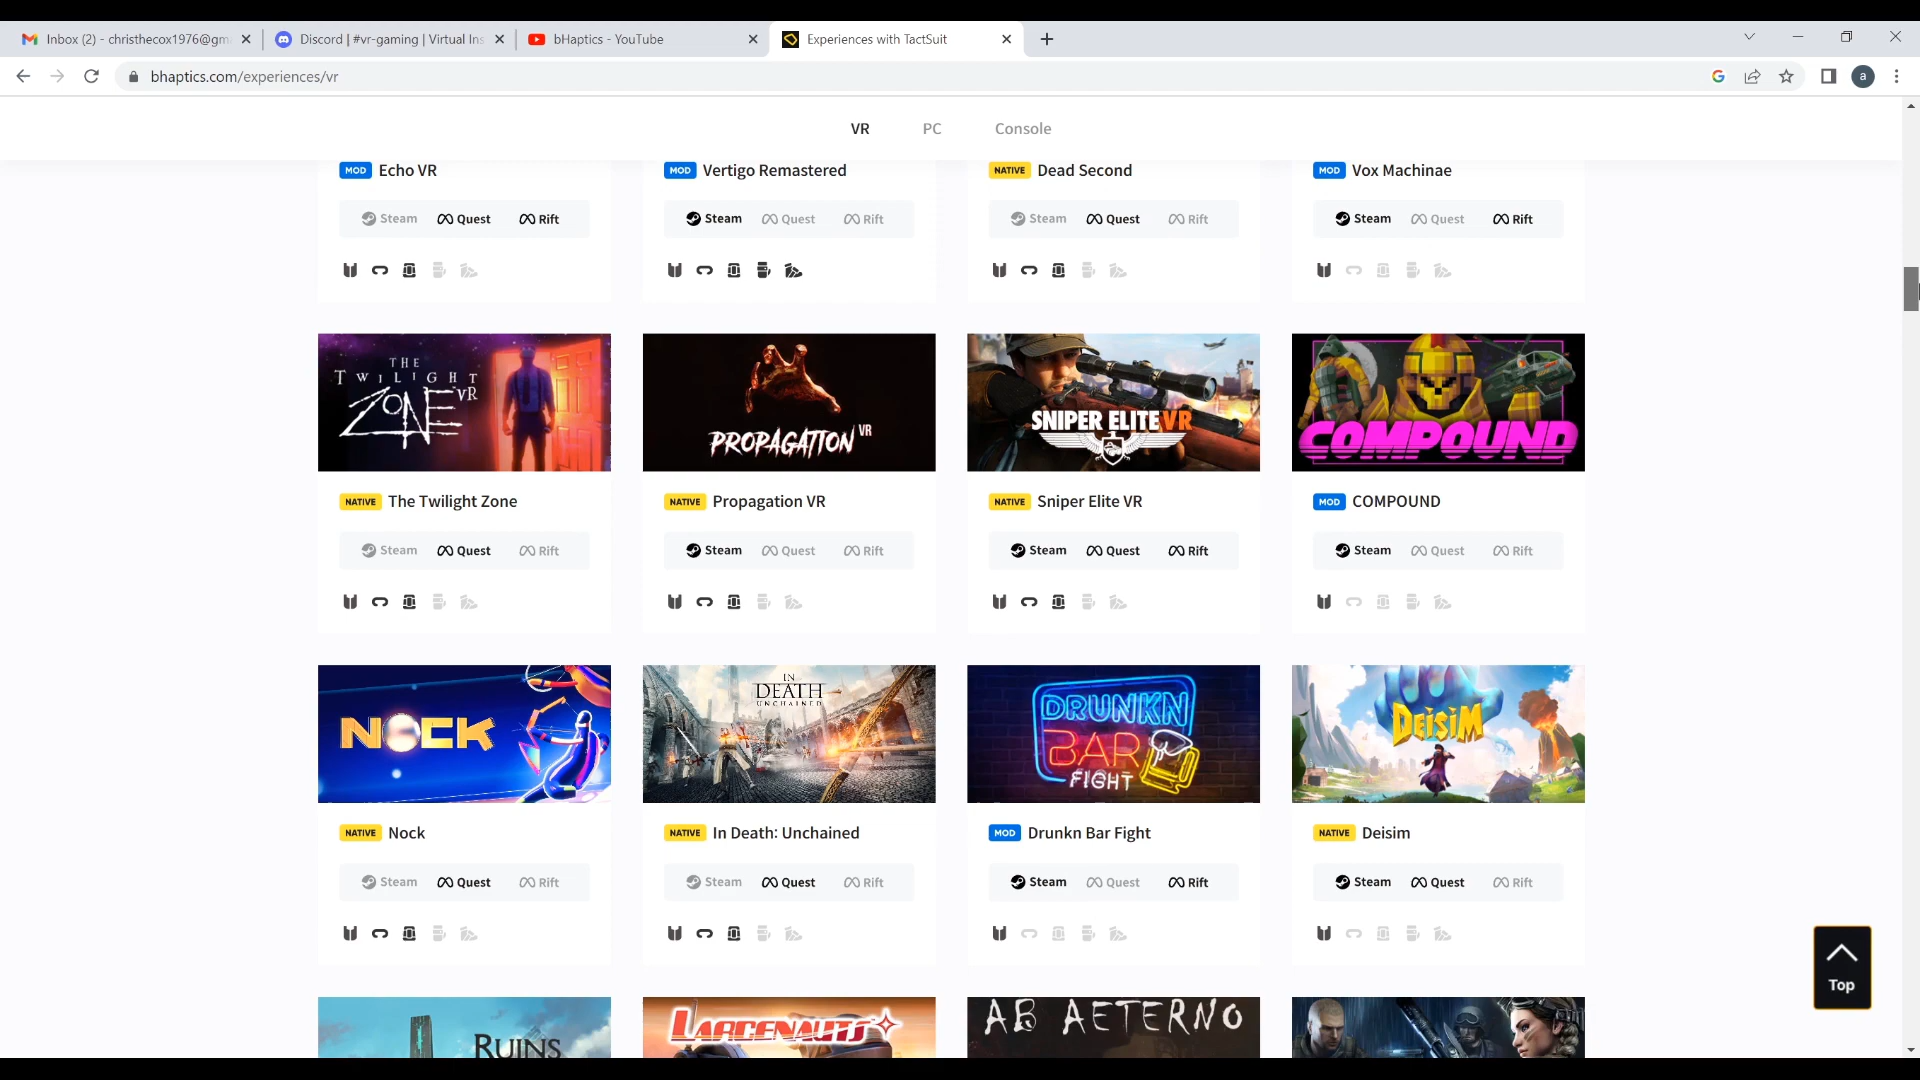 Inbox (2) - christhecox1976@gm
Discord | #vr-gaming | Virtual Ins
bHaptics - YouTube
Experiences with TactSuit
bhaptics.com/experiences/vr
a
VR PC Console
MOD Echo VR
MOD Vertigo Remastered
NATIVE Dead Second
MOD Vox Machinae
Steam Quest Rift
Steam Quest Rift
Steam Quest Rift
Steam Quest Rift
THE
TWILIGHT
ZONE VR
PROPAGATION VR
SNIPER ELITE VR
COMPOUND
NATIVE The Twilight Zone
NATIVE Propagation VR
NATIVE Sniper Elite VR
MOD COMPOUND
Steam Quest Rift
Steam Quest Rift
Steam Quest Rift
Steam Quest Rift
NOCK
IN
DEATH
UNCHAINED
DRUNKN
BAR
FIGHT
DEISIM
NATIVE Nock
NATIVE In Death: Unchained
MOD Drunkn Bar Fight
NATIVE Deisim
Steam Quest Rift
Steam Quest Rift
Steam Quest Rift
Steam Quest Rift
Top
RUINS
LARCENAUTS
AB AETERNO